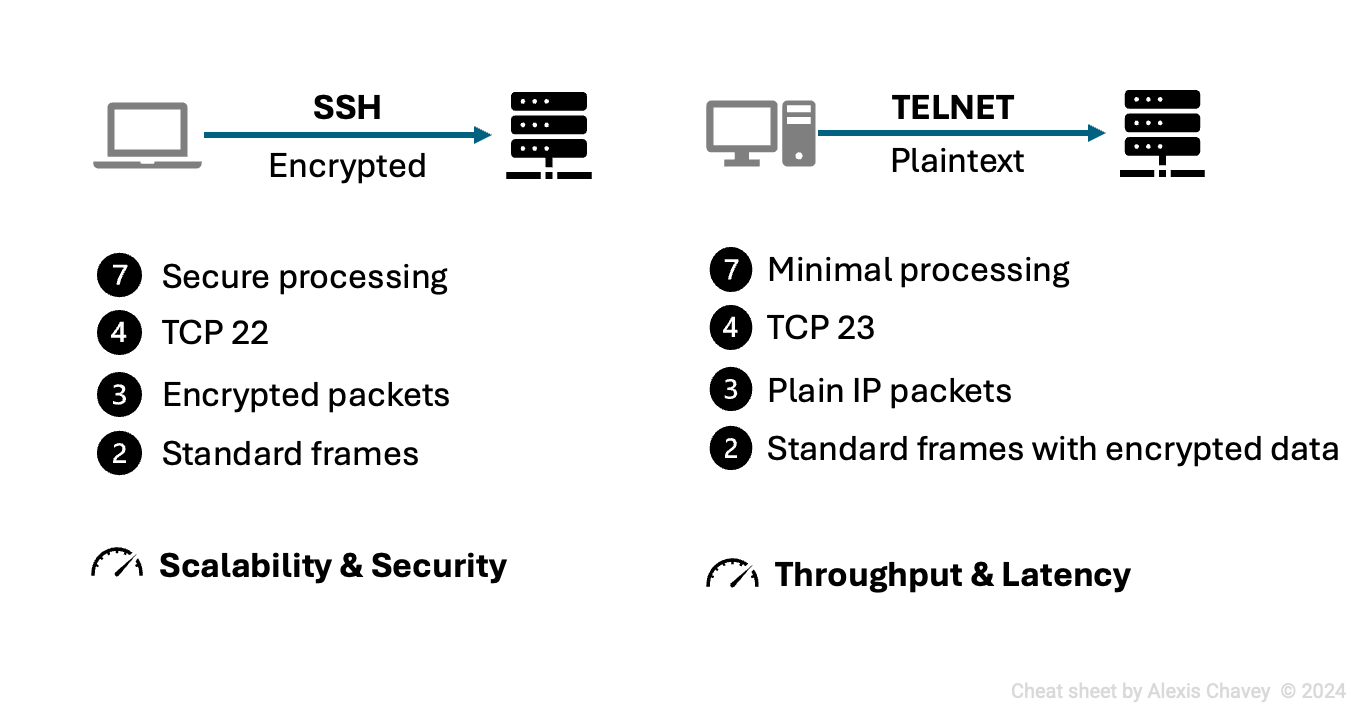 SSH
Encrypted
7 Secure processing
4 TCP 22
3 Encrypted packets
2 Standard frames
Scalability & Security
TELNET
Plaintext
7 Minimal processing
4 TCP 23
3 Plain IP packets
2 Standard frames with encrypted data
Throughput & Latency
Cheat sheet by Alexis Chavey © 2024